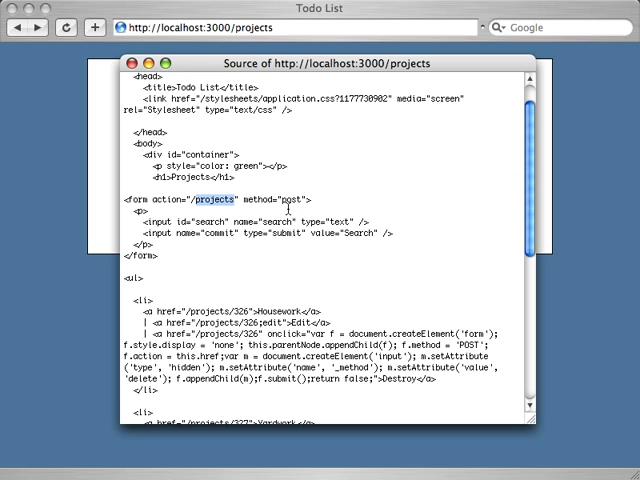 Todo List
http://localhost:3000/projects
Google
Source of http://localhost:3000/projects
<head>
<title>Todo List</title>
<link href="/stylesheets/application.css?1177730902" media="screen"
rel="Stylesheet" type="text/css" />
</head>
<body>
<div id="container">
<p style="color: green"></p>
<h1>Projects</h1>
<form action="/projects" method="post">
<p>
<input id="search" name="search" type="text" />
<input name="commit" type="submit" value="Search" />
</p>
</form>
<ul>
<li>
<a href="/projects/326">Housework</a>
| <a href="/projects/326;edit">Edit</a>
| <a href="/projects/326" onclick="var f = document.createElement('form');
f.style.display = 'none'; this.parentNode.appendChild(f); f.method = 'POST';
f.action = this.href;var m = document.createElement('input'); m.setAttribute
('type', 'hidden'); m.setAttribute('name', '_method'); m.setAttribute('value',
'delete'); f.appendChild(m);f.submit();return false;">Destroy</a>
</li>
<li>
<a href="/projects/327">Yardwork</a>